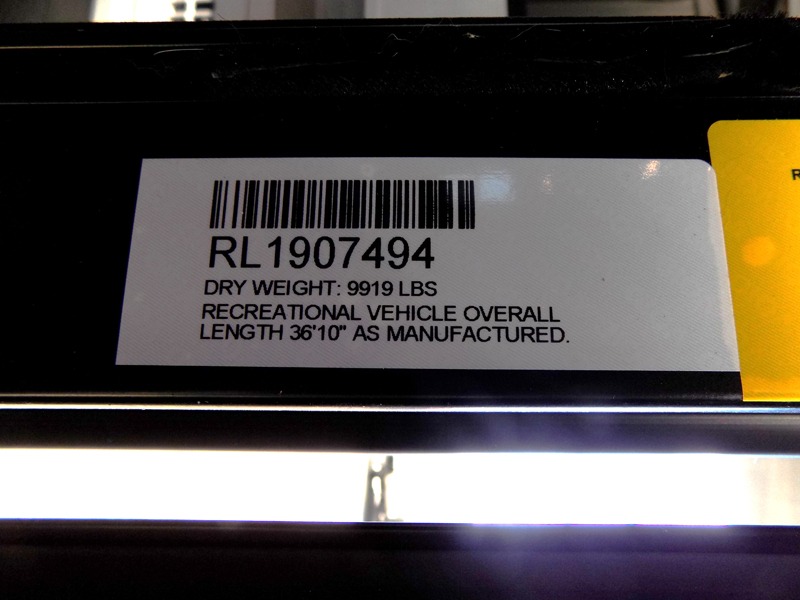 RL1907494
DRY WEIGHT: 9919 LBS
RECREATIONAL VEHICLE OVERALL
LENGTH 36'10" AS MANUFACTURED.
R